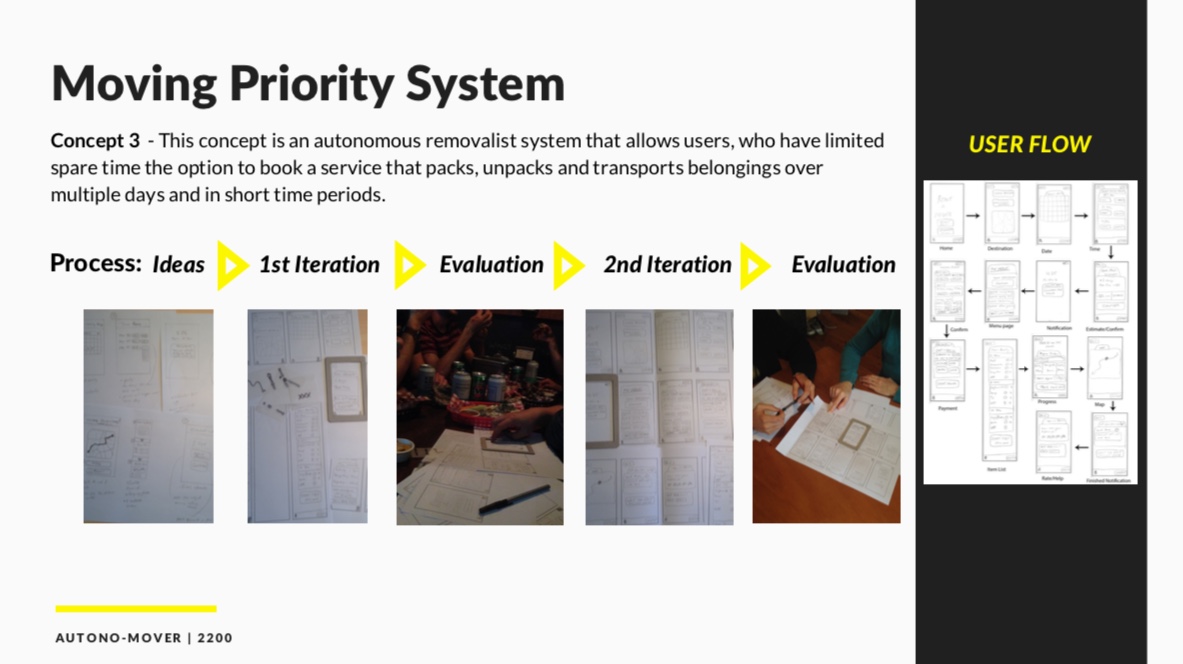 Moving Priority System
Concept 3 - This concept is an autonomous removalist system that allows users, who have limited
spare time the option to book a service that packs, unpacks and transports belongings over
multiple days and in short time periods.
Process: Ideas 1st Iteration Evaluation 2nd Iteration Evaluation
AUTONO-MOVER | 2200
USER FLOW
Home Destination Date Time
Confirm Menu page Notification Estimate/Confirm
Payment Item List Progress Map
Rate/Help Finished Notification